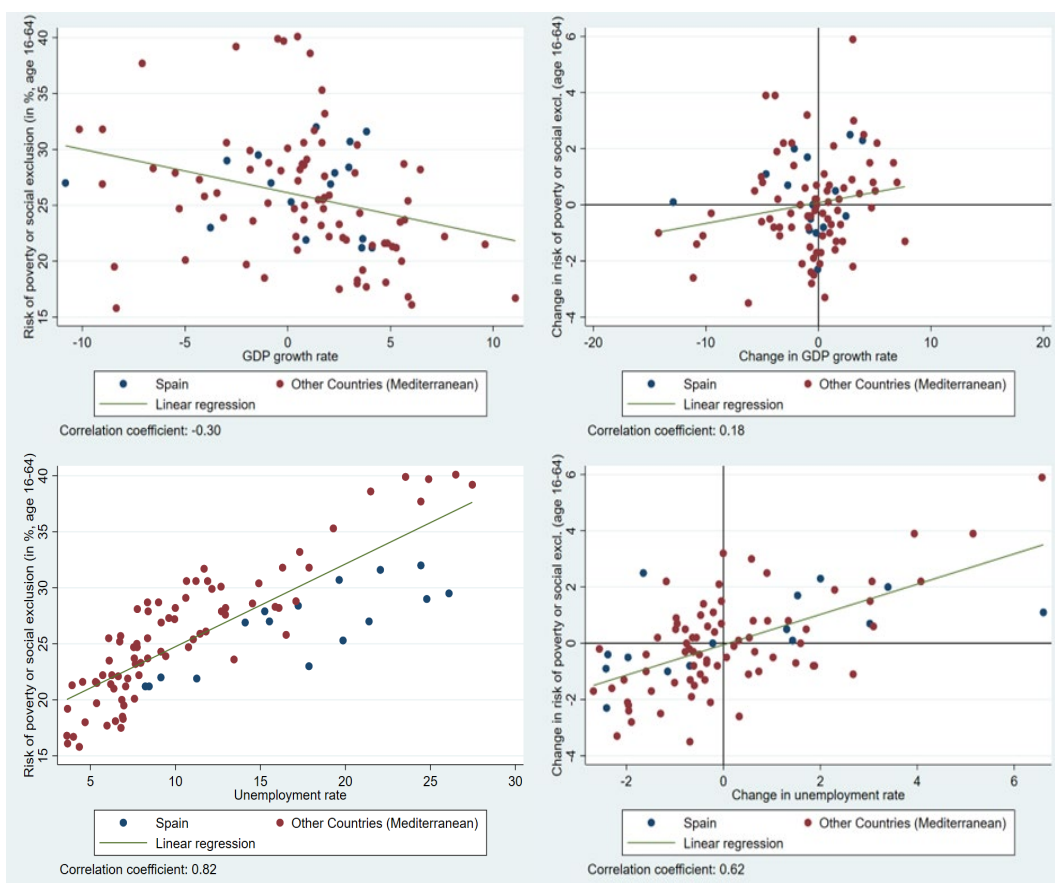 Risk of poverty or social exclusion (in %, age 16-64)
40
35
30
25
20
15
-10 -5 0 5 10
GDP growth rate
Spain Other Countries (Mediterranean)
Linear regression
Correlation coefficient: -0.30
Change in risk of poverty or social excl. (age 16-64)
6
4
2
0
-2
-4
-20 -10 0 10 20
Change in GDP growth rate
Spain Other Countries (Mediterranean)
Linear regression
Correlation coefficient: 0.18
Risk of poverty or social exclusion (in %, age 16-64)
40
35
30
25
20
15
5 10 15 20 25 30
Unemployment rate
Spain Other Countries (Mediterranean)
Linear regression
Correlation coefficient: 0.82
Change in risk of poverty or social excl. (age 16-64)
6
4
2
0
-2
-4
-2 0 2 4 6
Change in unemployment rate
Spain Other Countries (Mediterranean)
Linear regression
Correlation coefficient: 0.62